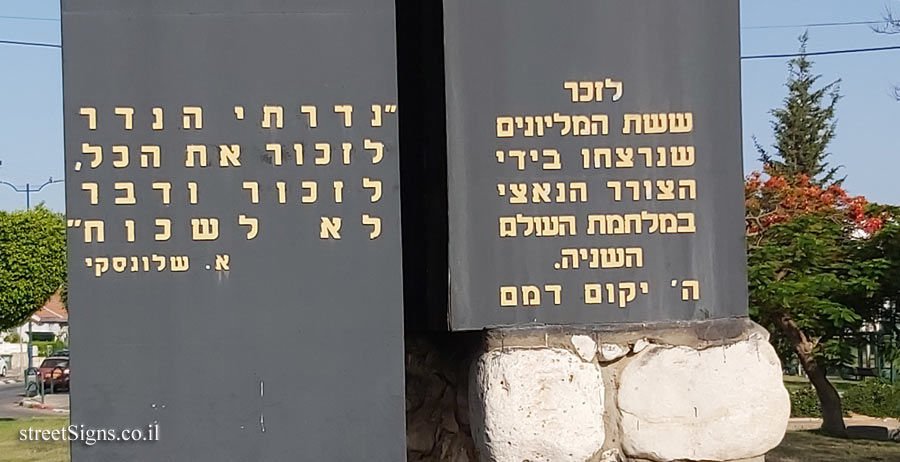 לזכר
ששת המליונים
שנרצחו בידי
הצורר הנאצי
במלחמת העולם
השניה.
ה' יקום דמם
"נדרתי הנדר
לזכור את הכל,
לזכור ודבר
לא לשכוח"
א. שלונסקי
streetSigns.co.il